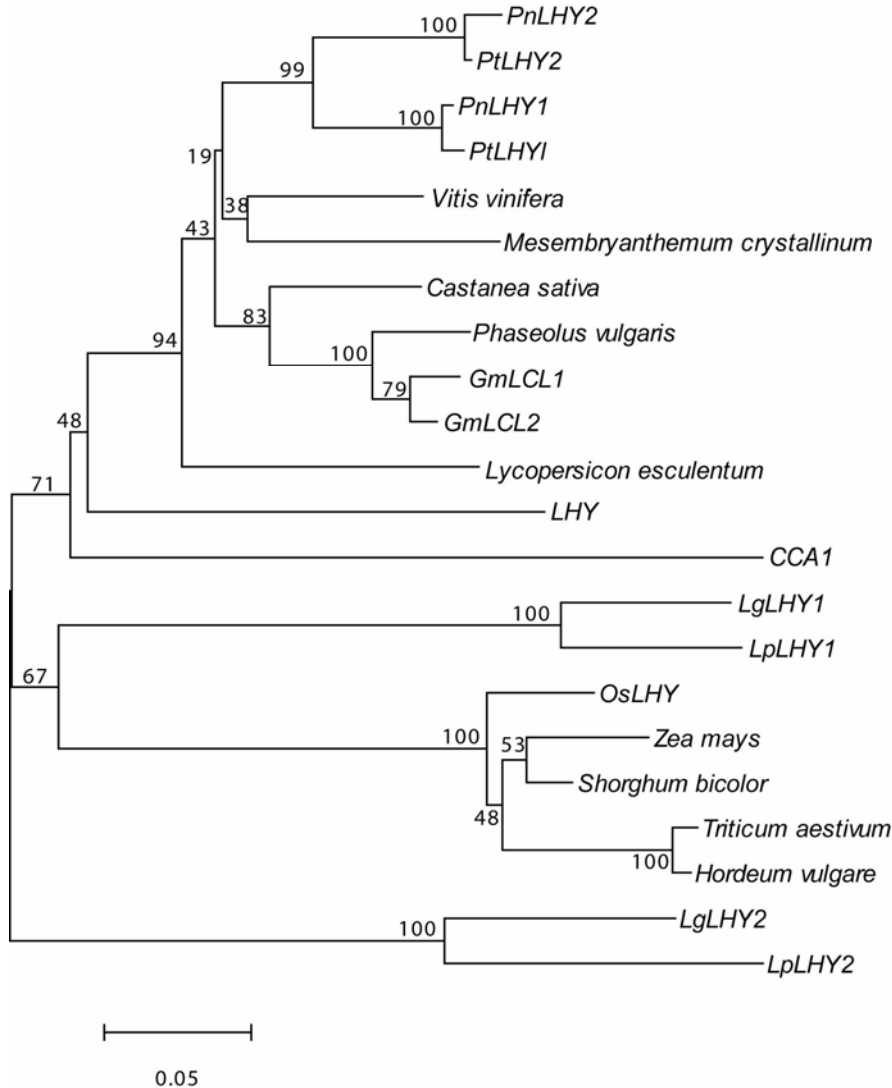 PnLHY2
100
PtLHY2
99
PnLHY1
100
PtLHYl
19
Vitis vinifera
38
43
Mesembryanthemum crystallinum
Castanea sativa
83
Phaseolus vulgaris
94
100
GmLCL1
79
GmLCL2
48
Lycopersicon esculentum
71
LHY
CCA1
LgLHY1
100
LpLHY1
67
OsLHY
100
Zea mays
53
Shorghum bicolor
48
Triticum aestivum
100
Hordeum vulgare
LgLHY2
100
LpLHY2
0.05